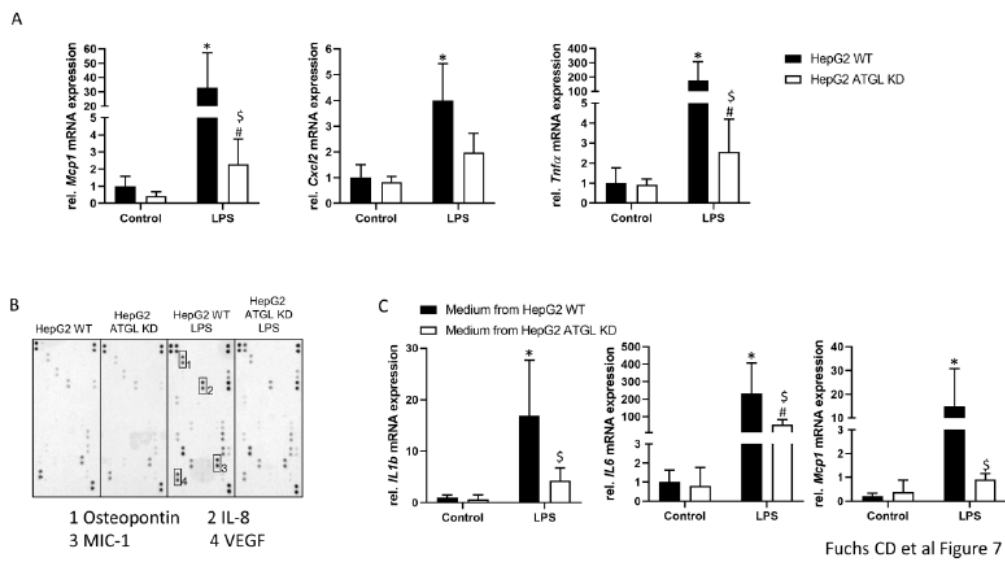 A
rel. Mcp1 mRNA expression
60
50
40
30
20
10
5
4
3
2
1
0
*
$
#
Control
LPS
rel. Cxcl2 mRNA expression
6
5
4
3
2
1
0
*
Control
LPS
rel. Tnfα mRNA expression
400
300
200
100
5
4
3
2
1
0
*
$
#
Control
LPS
HepG2 WT
HepG2 ATGL KD
B
HepG2 WT
HepG2
ATGL KD
HepG2 WT
LPS
HepG2
ATGL KD
LPS
1
2
3
4
1 Osteopontin 2 IL-8
3 MIC-1 4 VEGF
C
Medium from HepG2 WT
Medium from HepG2 ATGL KD
rel. IL1b mRNA expression
30
20
10
0
*
$
Control
LPS
rel. IL6 mRNA expression
500
400
300
200
100
2
1
0
*
$
#
Control
LPS
rel. Mcp1 mRNA expression
40
30
20
10
3
2
1
0
*
$
Control
LPS
Fuchs CD et al Figure 7